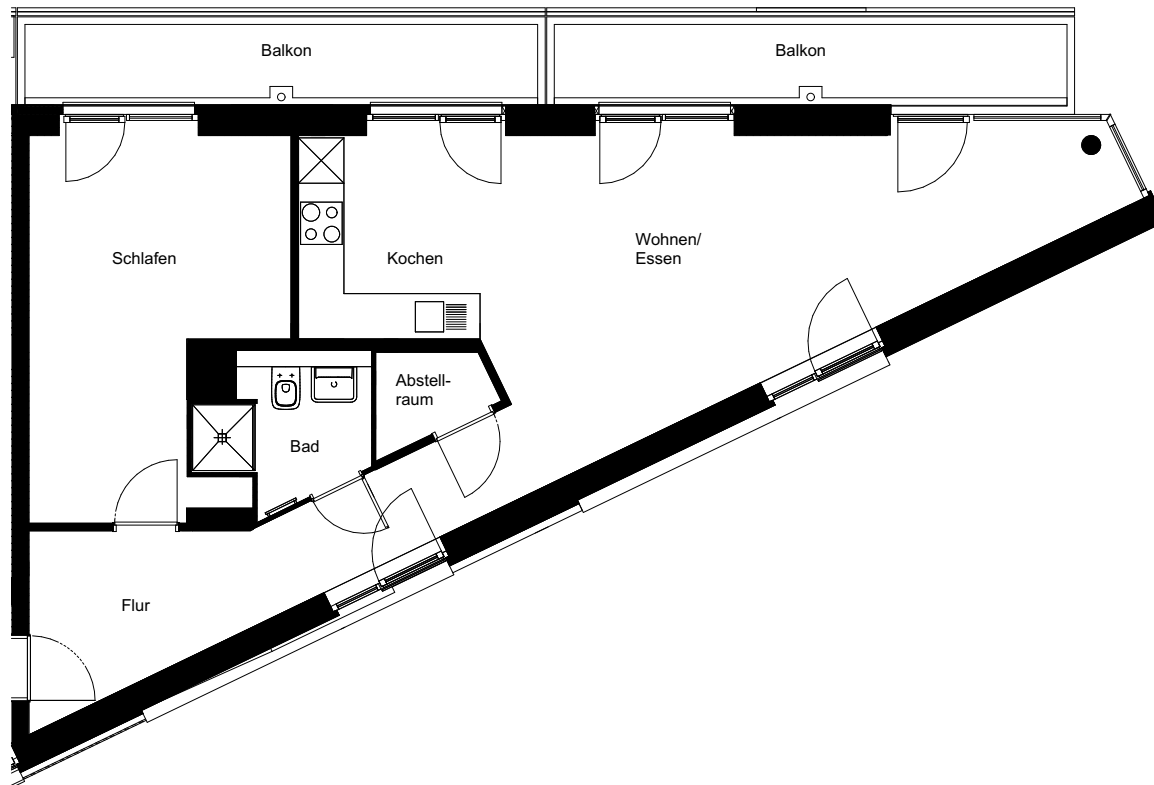 Balkon
Balkon
Schlafen
Kochen
Wohnen/
Essen
Abstell-
raum
Bad
Flur